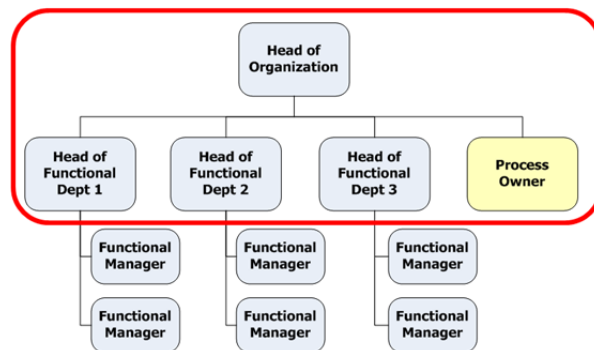 Head of
Organization
Head of
Functional
Dept 1
Head of
Functional
Dept 2
Head of
Functional
Dept 3
Process
Owner
Functional
Manager
Functional
Manager
Functional
Manager
Functional
Manager
Functional
Manager
Functional
Manager